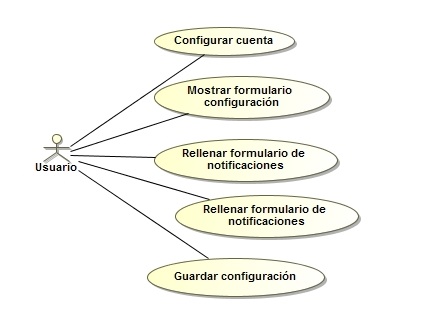 Configurar cuenta
Mostrar formulario
configuración
Rellenar formulario de
notificaciones
Usuario
Rellenar formulario de
notificaciones
Guardar configuración